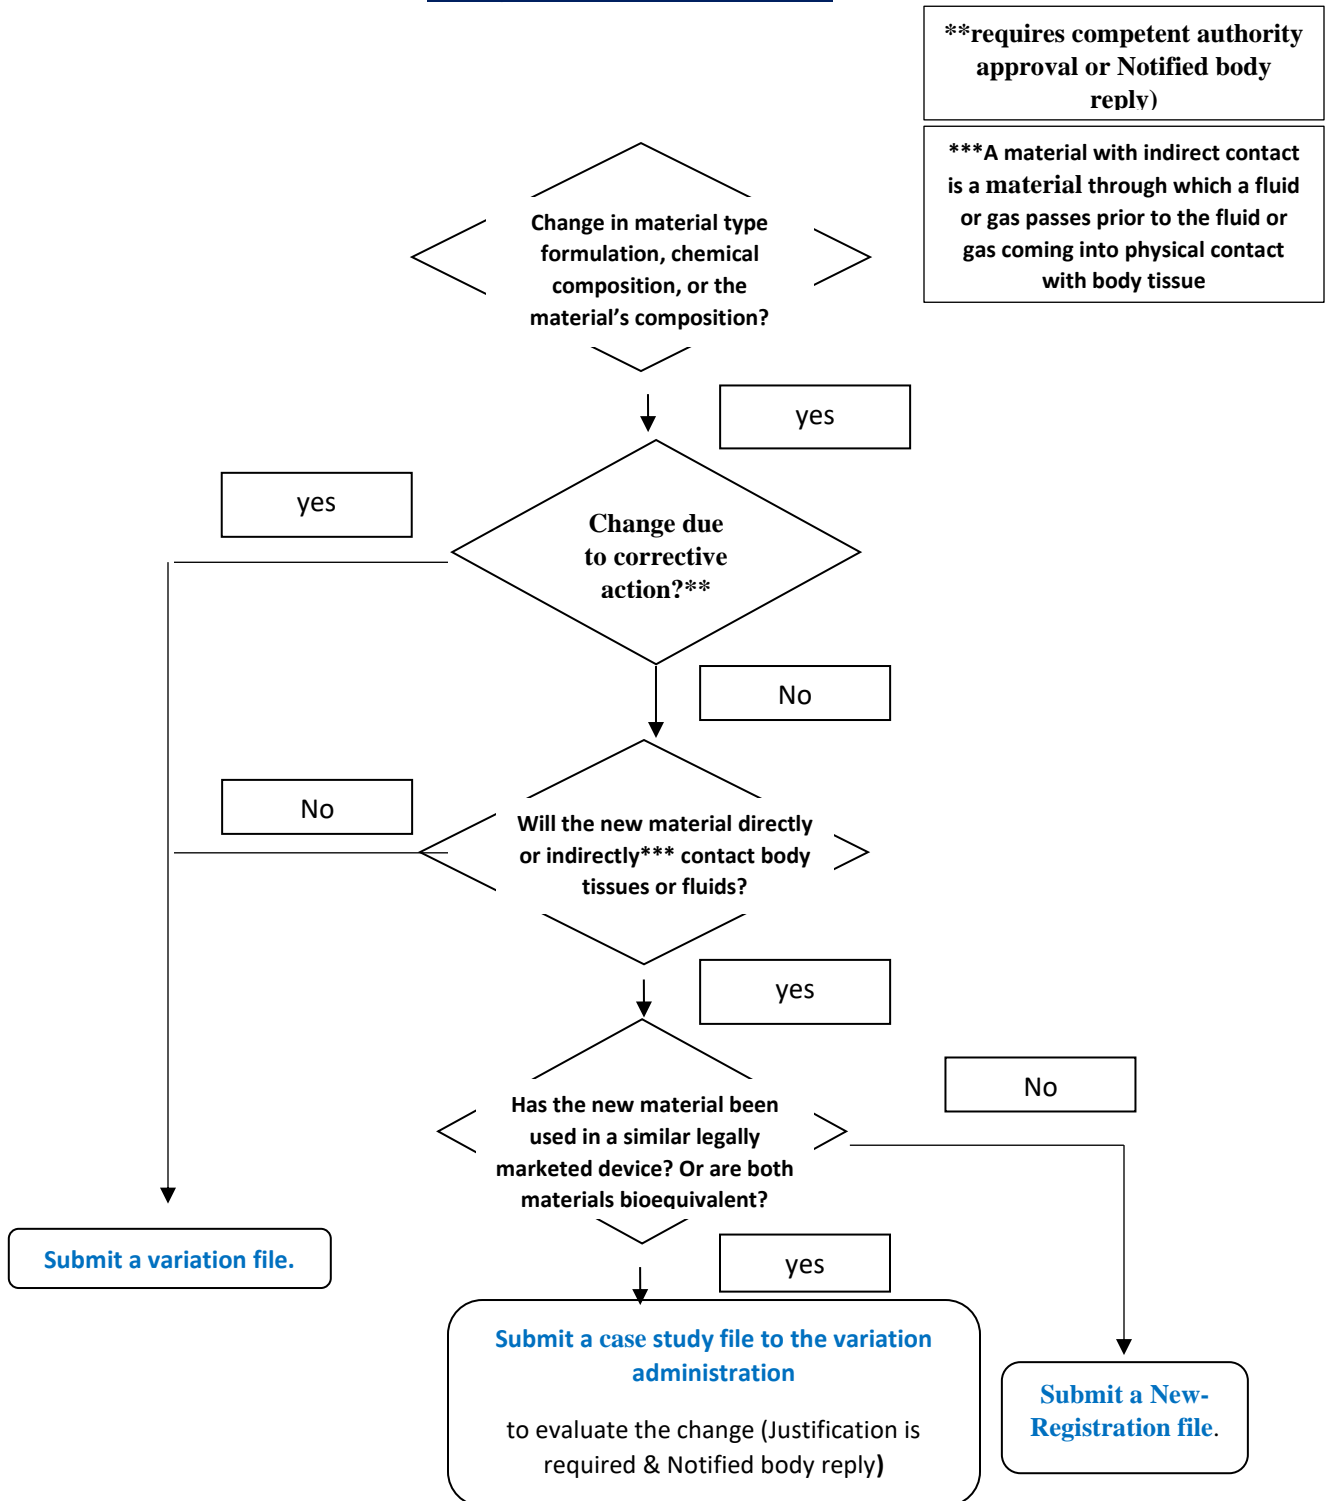 **requires competent authority
approval or Notified body
reply)
***A material with indirect contact
is a material through which a fluid
or gas passes prior to the fluid or
gas coming into physical contact
with body tissue
Change in material type
formulation, chemical
composition, or the
material’s composition?
yes
yes
Change due
to corrective
action?**
No
No
Will the new material directly
or indirectly*** contact body
tissues or fluids?
yes
No
Has the new material been
used in a similar legally
marketed device? Or are both
materials bioequivalent?
yes
Submit a variation file.
Submit a case study file to the variation
administration
to evaluate the change (Justification is
required & Notified body reply)
Submit a New-
Registration file.